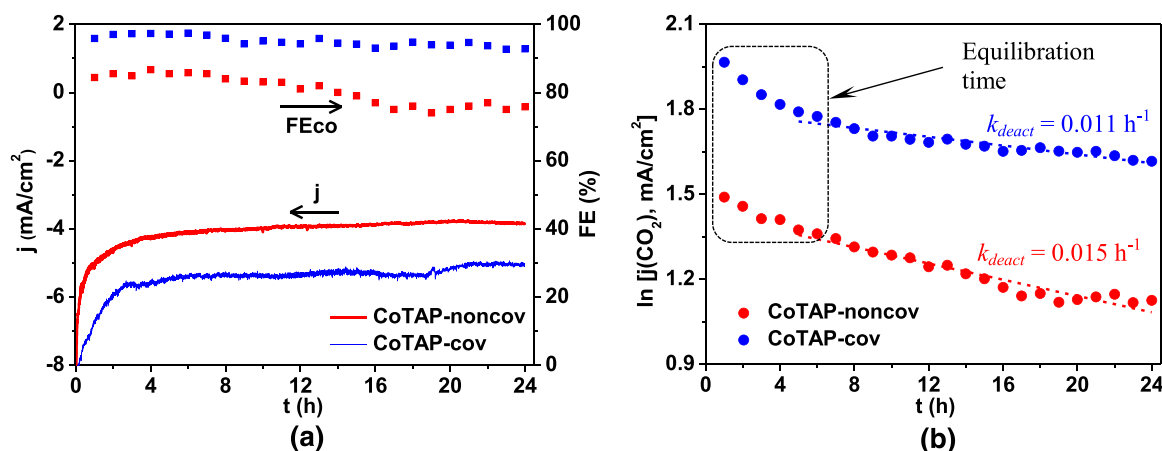 2
0
-2
-4
-6
-8
j (mA/cm²)
100
80
60
40
20
0
FE (%)
FEco
j
CoTAP-noncov
CoTAP-cov
0 4 8 12 16 20 24
t (h)
(a)
2.1
1.8
1.5
1.2
0.9
ln [j(CO₂), mA/cm²]
Equilibration
time
k_deact = 0.011 h⁻¹
k_deact = 0.015 h⁻¹
CoTAP-noncov
CoTAP-cov
0 4 8 12 16 20 24
t (h)
(b)